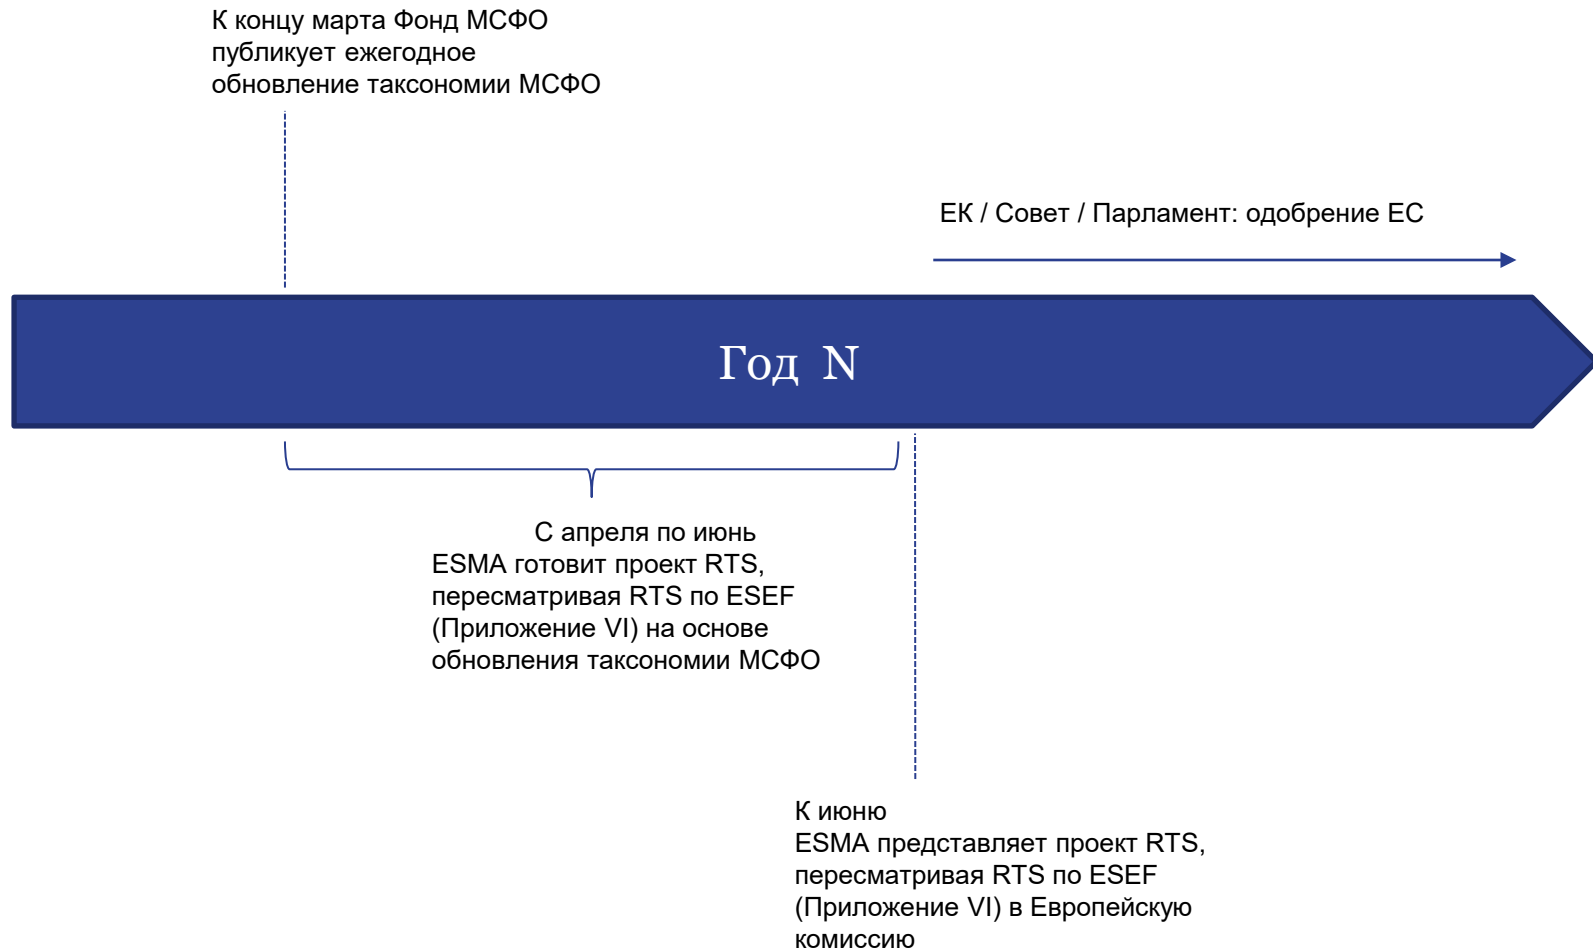 К концу марта Фонд МСФО
публикует ежегодное
обновление таксономии МСФО
ЕК / Совет / Парламент: одобрение ЕС
Год N
С апреля по июнь
ESMA готовит проект RTS,
пересматривая RTS по ESEF
(Приложение VI) на основе
обновления таксономии МСФО
К июню
ESMA представляет проект RTS,
пересматривая RTS по ESEF
(Приложение VI) в Европейскую
комиссию